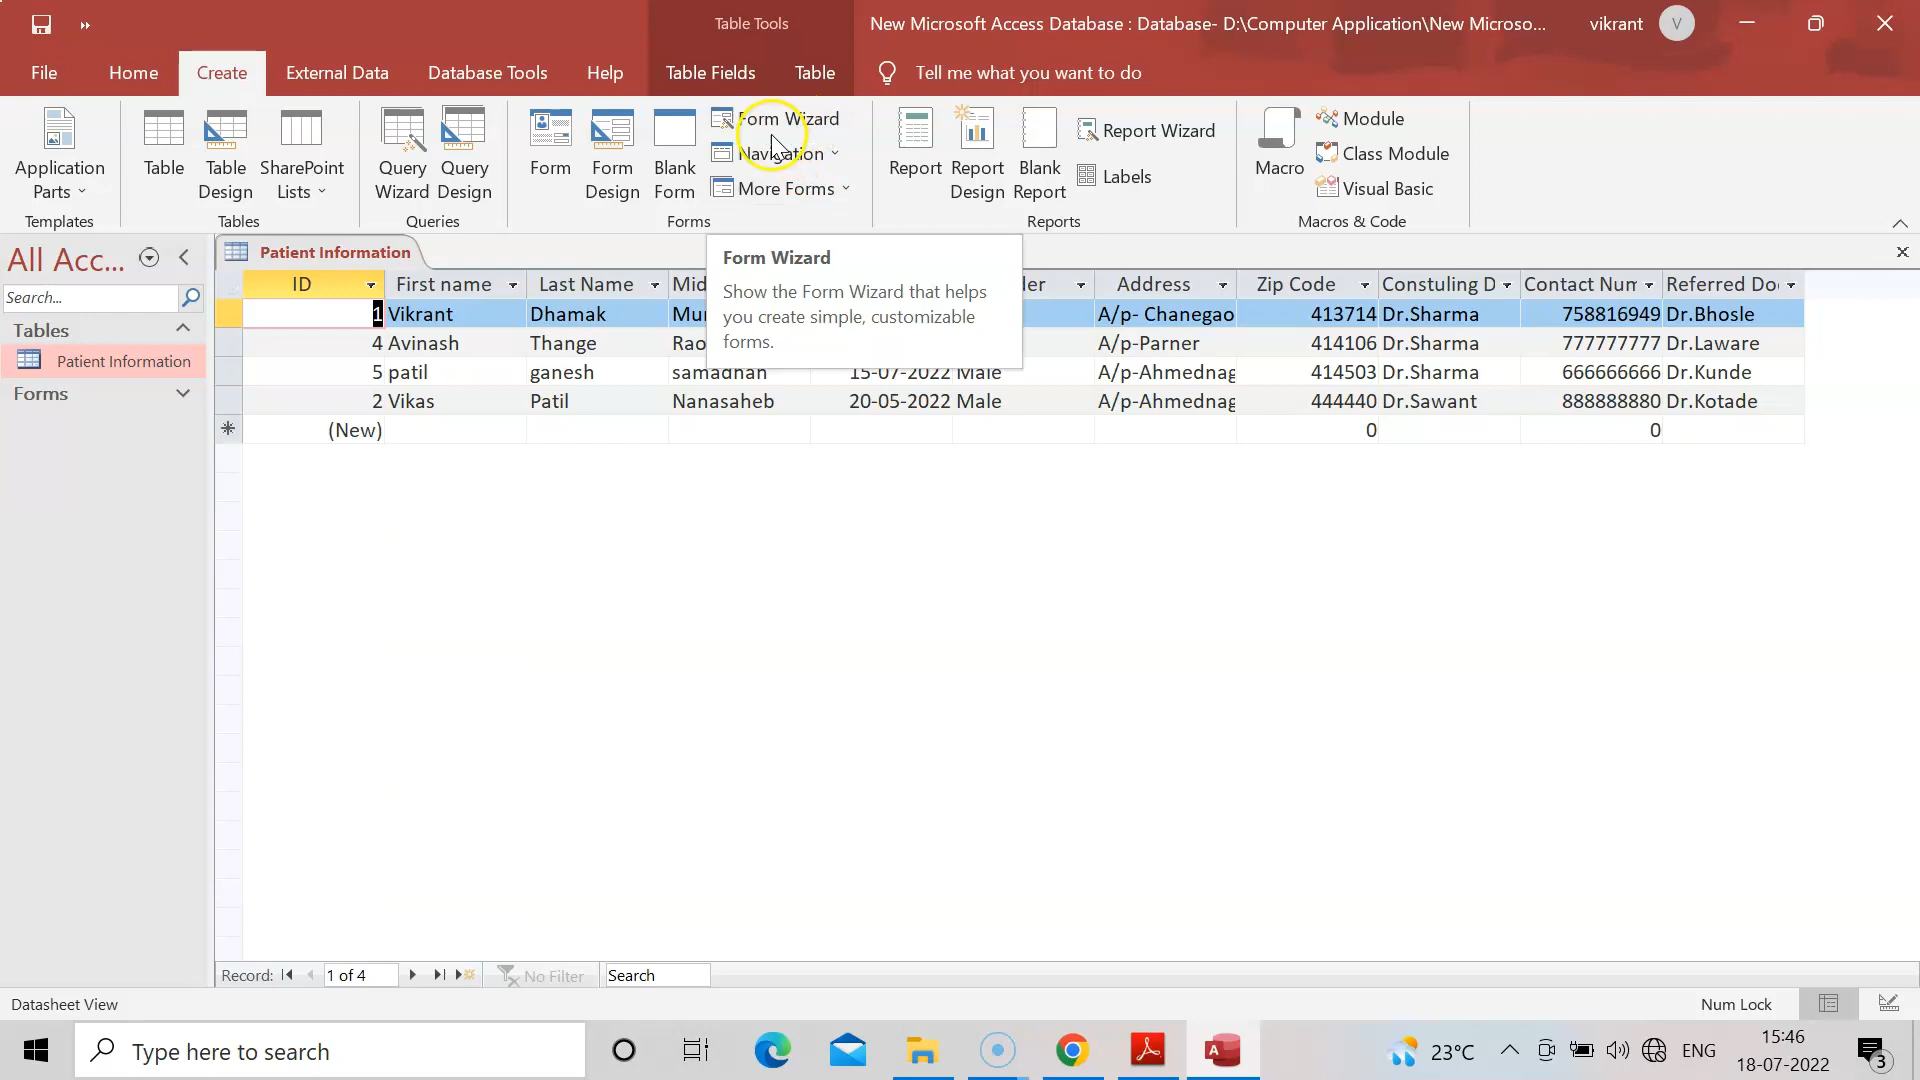 Table Tools
New Microsoft Access Database : Database- D:\Computer Application\New Microso...
vikrant
V
File
Home
Create
External Data
Database Tools
Help
Table Fields
Table
Tell me what you want to do
Application Parts
Templates
Table
Table Design
SharePoint Lists
Tables
Query Wizard
Query Design
Queries
Form
Form Design
Blank Form
Form Wizard
Navigation
More Forms
Forms
Report
Report Design
Blank Report
Report Wizard
Labels
Reports
Macro
Module
Class Module
Visual Basic
Macros & Code
All Acc...
Search...
Tables
Patient Information
Forms
Patient Information
Form Wizard
Show the Form Wizard that helps
you create simple, customizable
forms.
ID First name Last Name Mid der Address Zip Code Constuling D Contact Num Referred Do
1 Vikrant Dhamak Mur A/p- Chanegao 413714 Dr.Sharma 758816949 Dr.Bhosle
4 Avinash Thange Rao A/p-Parner 414106 Dr.Sharma 777777777 Dr.Laware
5 patil ganesh samadhan 15-07-2022 Male A/p-Ahmednag 414503 Dr.Sharma 666666666 Dr.Kunde
2 Vikas Patil Nanasaheb 20-05-2022 Male A/p-Ahmednag 444440 Dr.Sawant 888888880 Dr.Kotade
(New) 0 0
Record: 1 of 4 No Filter Search
Datasheet View
Num Lock
Type here to search
23°C
ENG
15:46
18-07-2022
3